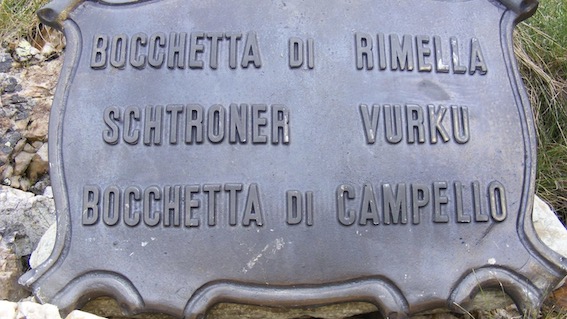 BOCCHETTA DI RIMELLA
SCHTRONER VURKU
BOCCHETTA DI CAMPELLO